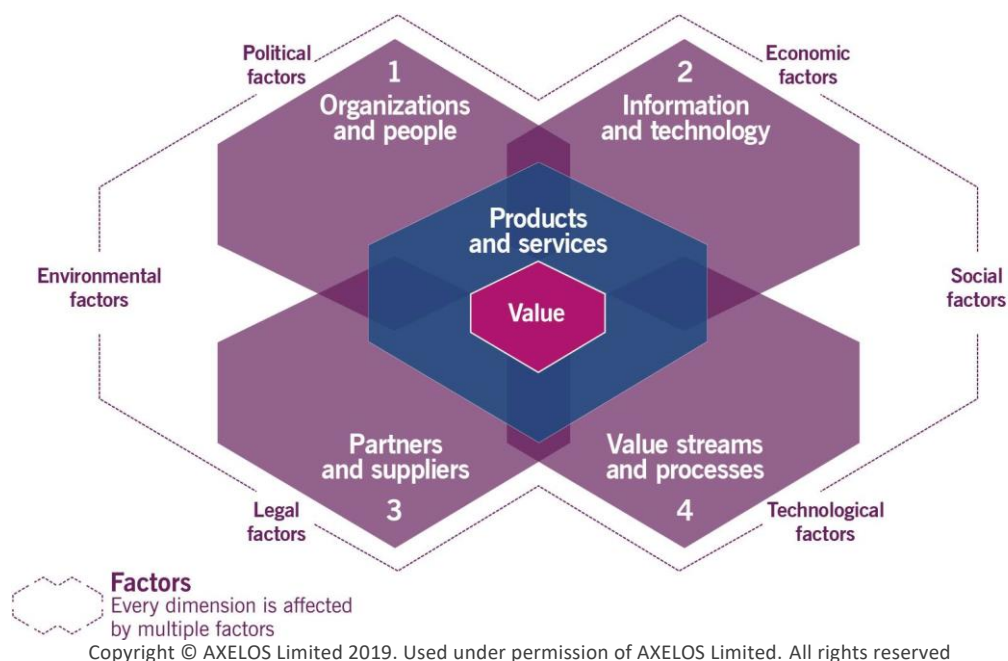 Political
factors
Economic
factors
1
Organizations
and people
2
Information
and technology
Products
and services
Value
Environmental
factors
Social
factors
Partners
and suppliers
3
Value streams
and processes
4
Legal
factors
Technological
factors
Factors
Every dimension is affected
by multiple factors
Copyright © AXELOS Limited 2019. Used under permission of AXELOS Limited. All rights reserved